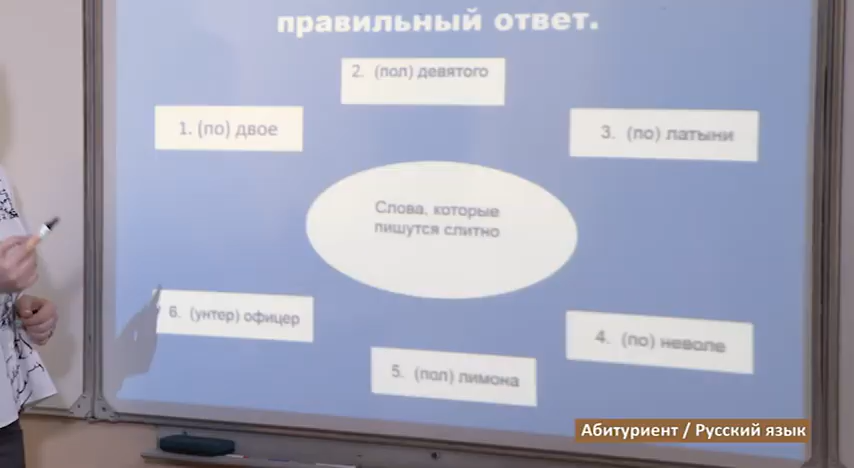 правильный ответ.
2. (пол) девятого
1. (по) двое
3. (по) латыни
Слова, которые
пишутся слитно
6. (унтер) офицер
4. (по) неволе
5. (пол) лимона
Абитуриент / Русский язык